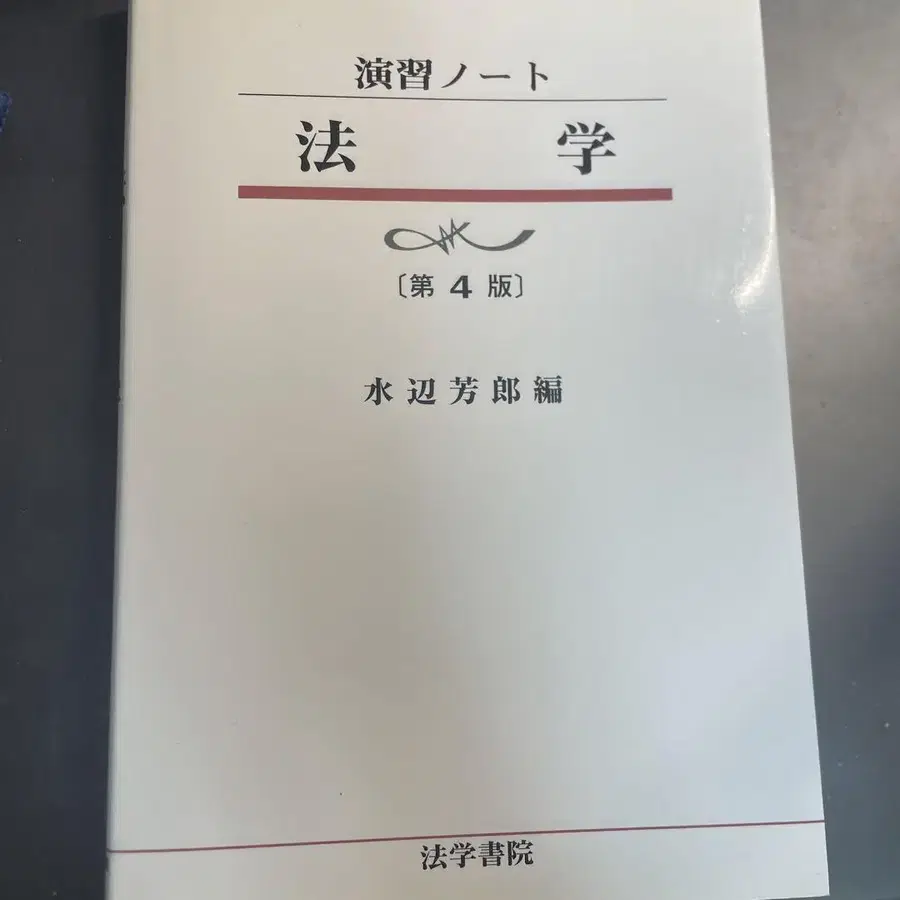 演習ノート
法学
〔第4版〕
水辺芳郎編
法学書院